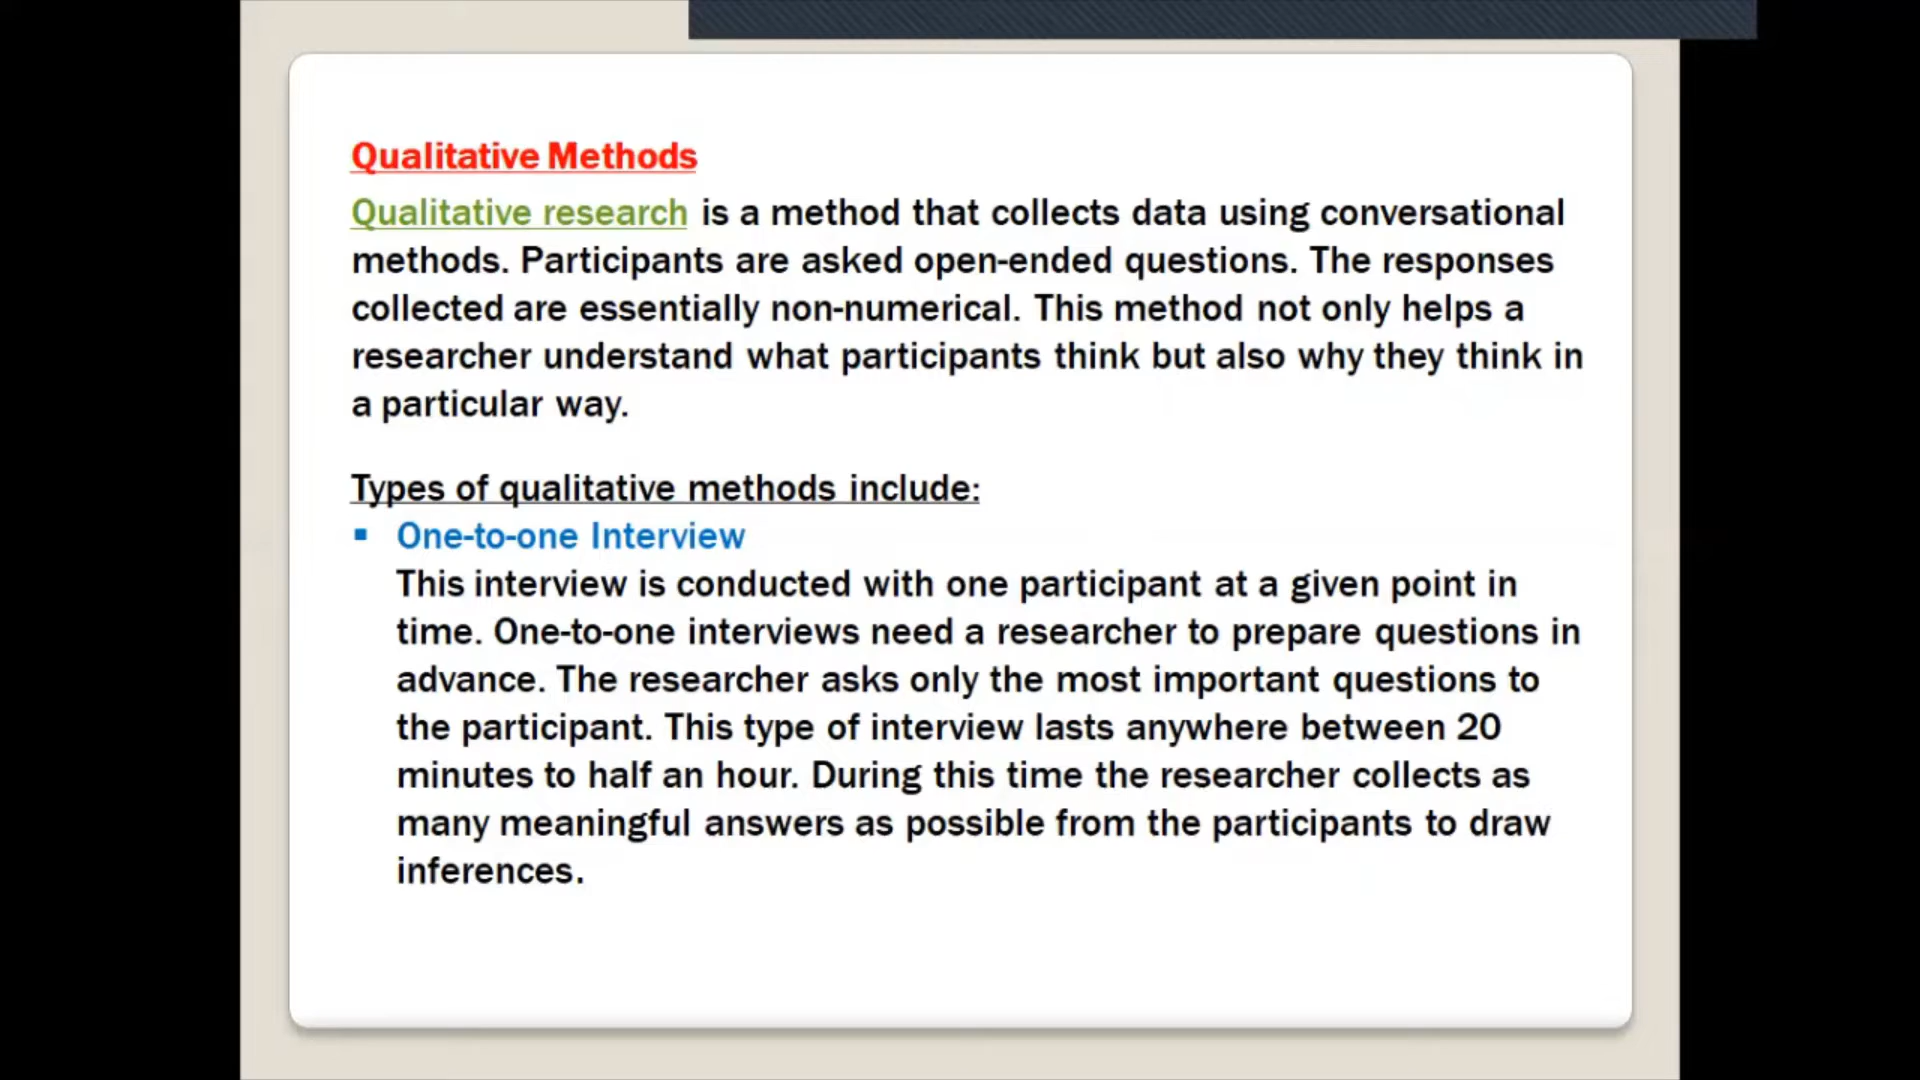 Qualitative Methods
Qualitative research is a method that collects data using conversational
methods. Participants are asked open-ended questions. The responses
collected are essentially non-numerical. This method not only helps a
researcher understand what participants think but also why they think in
a particular way.
Types of qualitative methods include:
▪ One-to-one Interview
This interview is conducted with one participant at a given point in
time. One-to-one interviews need a researcher to prepare questions in
advance. The researcher asks only the most important questions to
the participant. This type of interview lasts anywhere between 20
minutes to half an hour. During this time the researcher collects as
many meaningful answers as possible from the participants to draw
inferences.